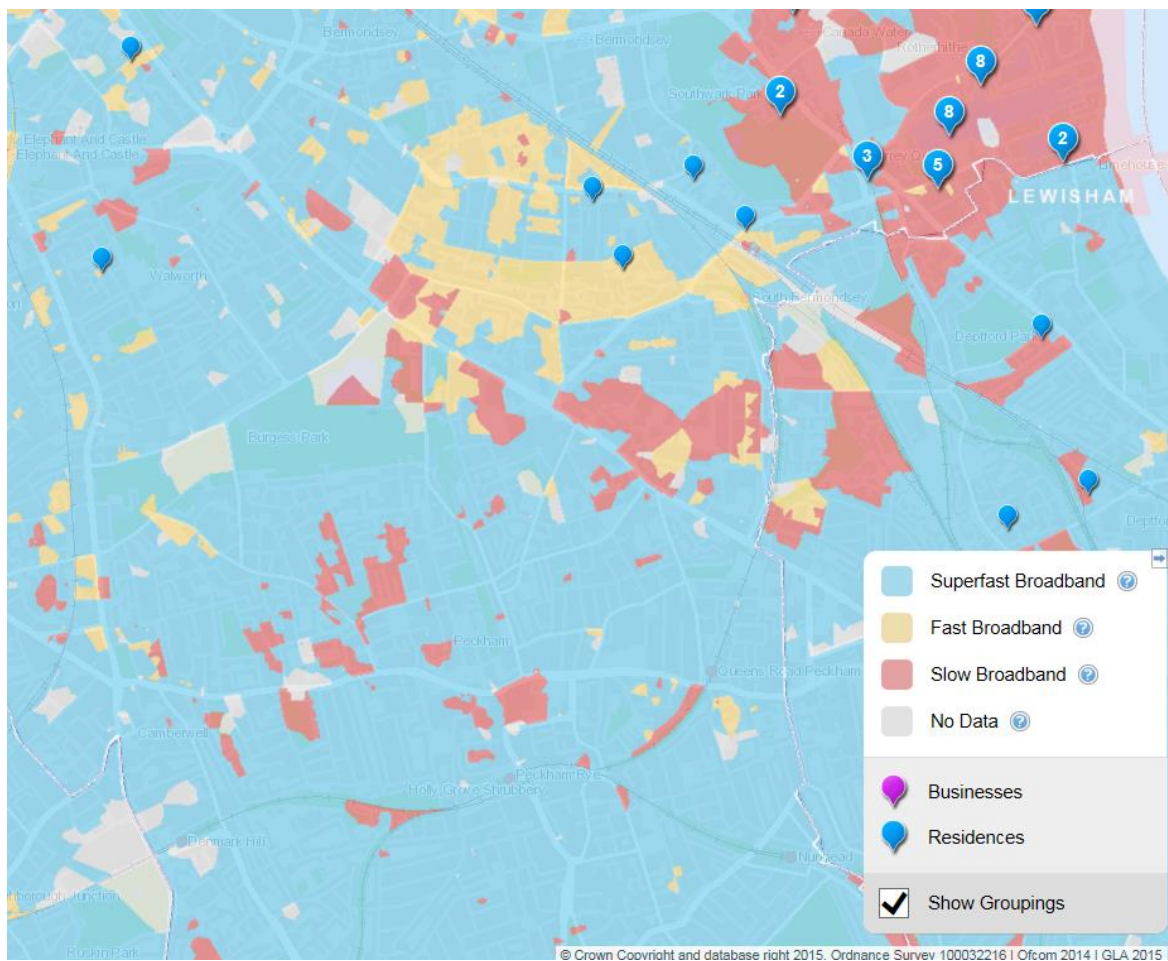 Bermondsey
Bermondsey
Canada Water
Rotherhithe
8
2
Southwark Park
8
Elephant And Castle
Elephant And Castle
3
5
2
Limehouse
LEWISHAM
Walworth
South Bermondsey
Deptford Park
Burgess Park
Peckham
Queens Road Peckham
Camberwell
Peckham Rye
Holly Grove Shrubbery
Denmark Hill
Nunhead
Ruskin Park
Superfast Broadband ?
Fast Broadband ?
Slow Broadband ?
No Data ?
Businesses
Residences
Show Groupings
© Crown Copyright and database right 2015. Ordnance Survey 100032216 | Ofcom 2014 | GLA 2015